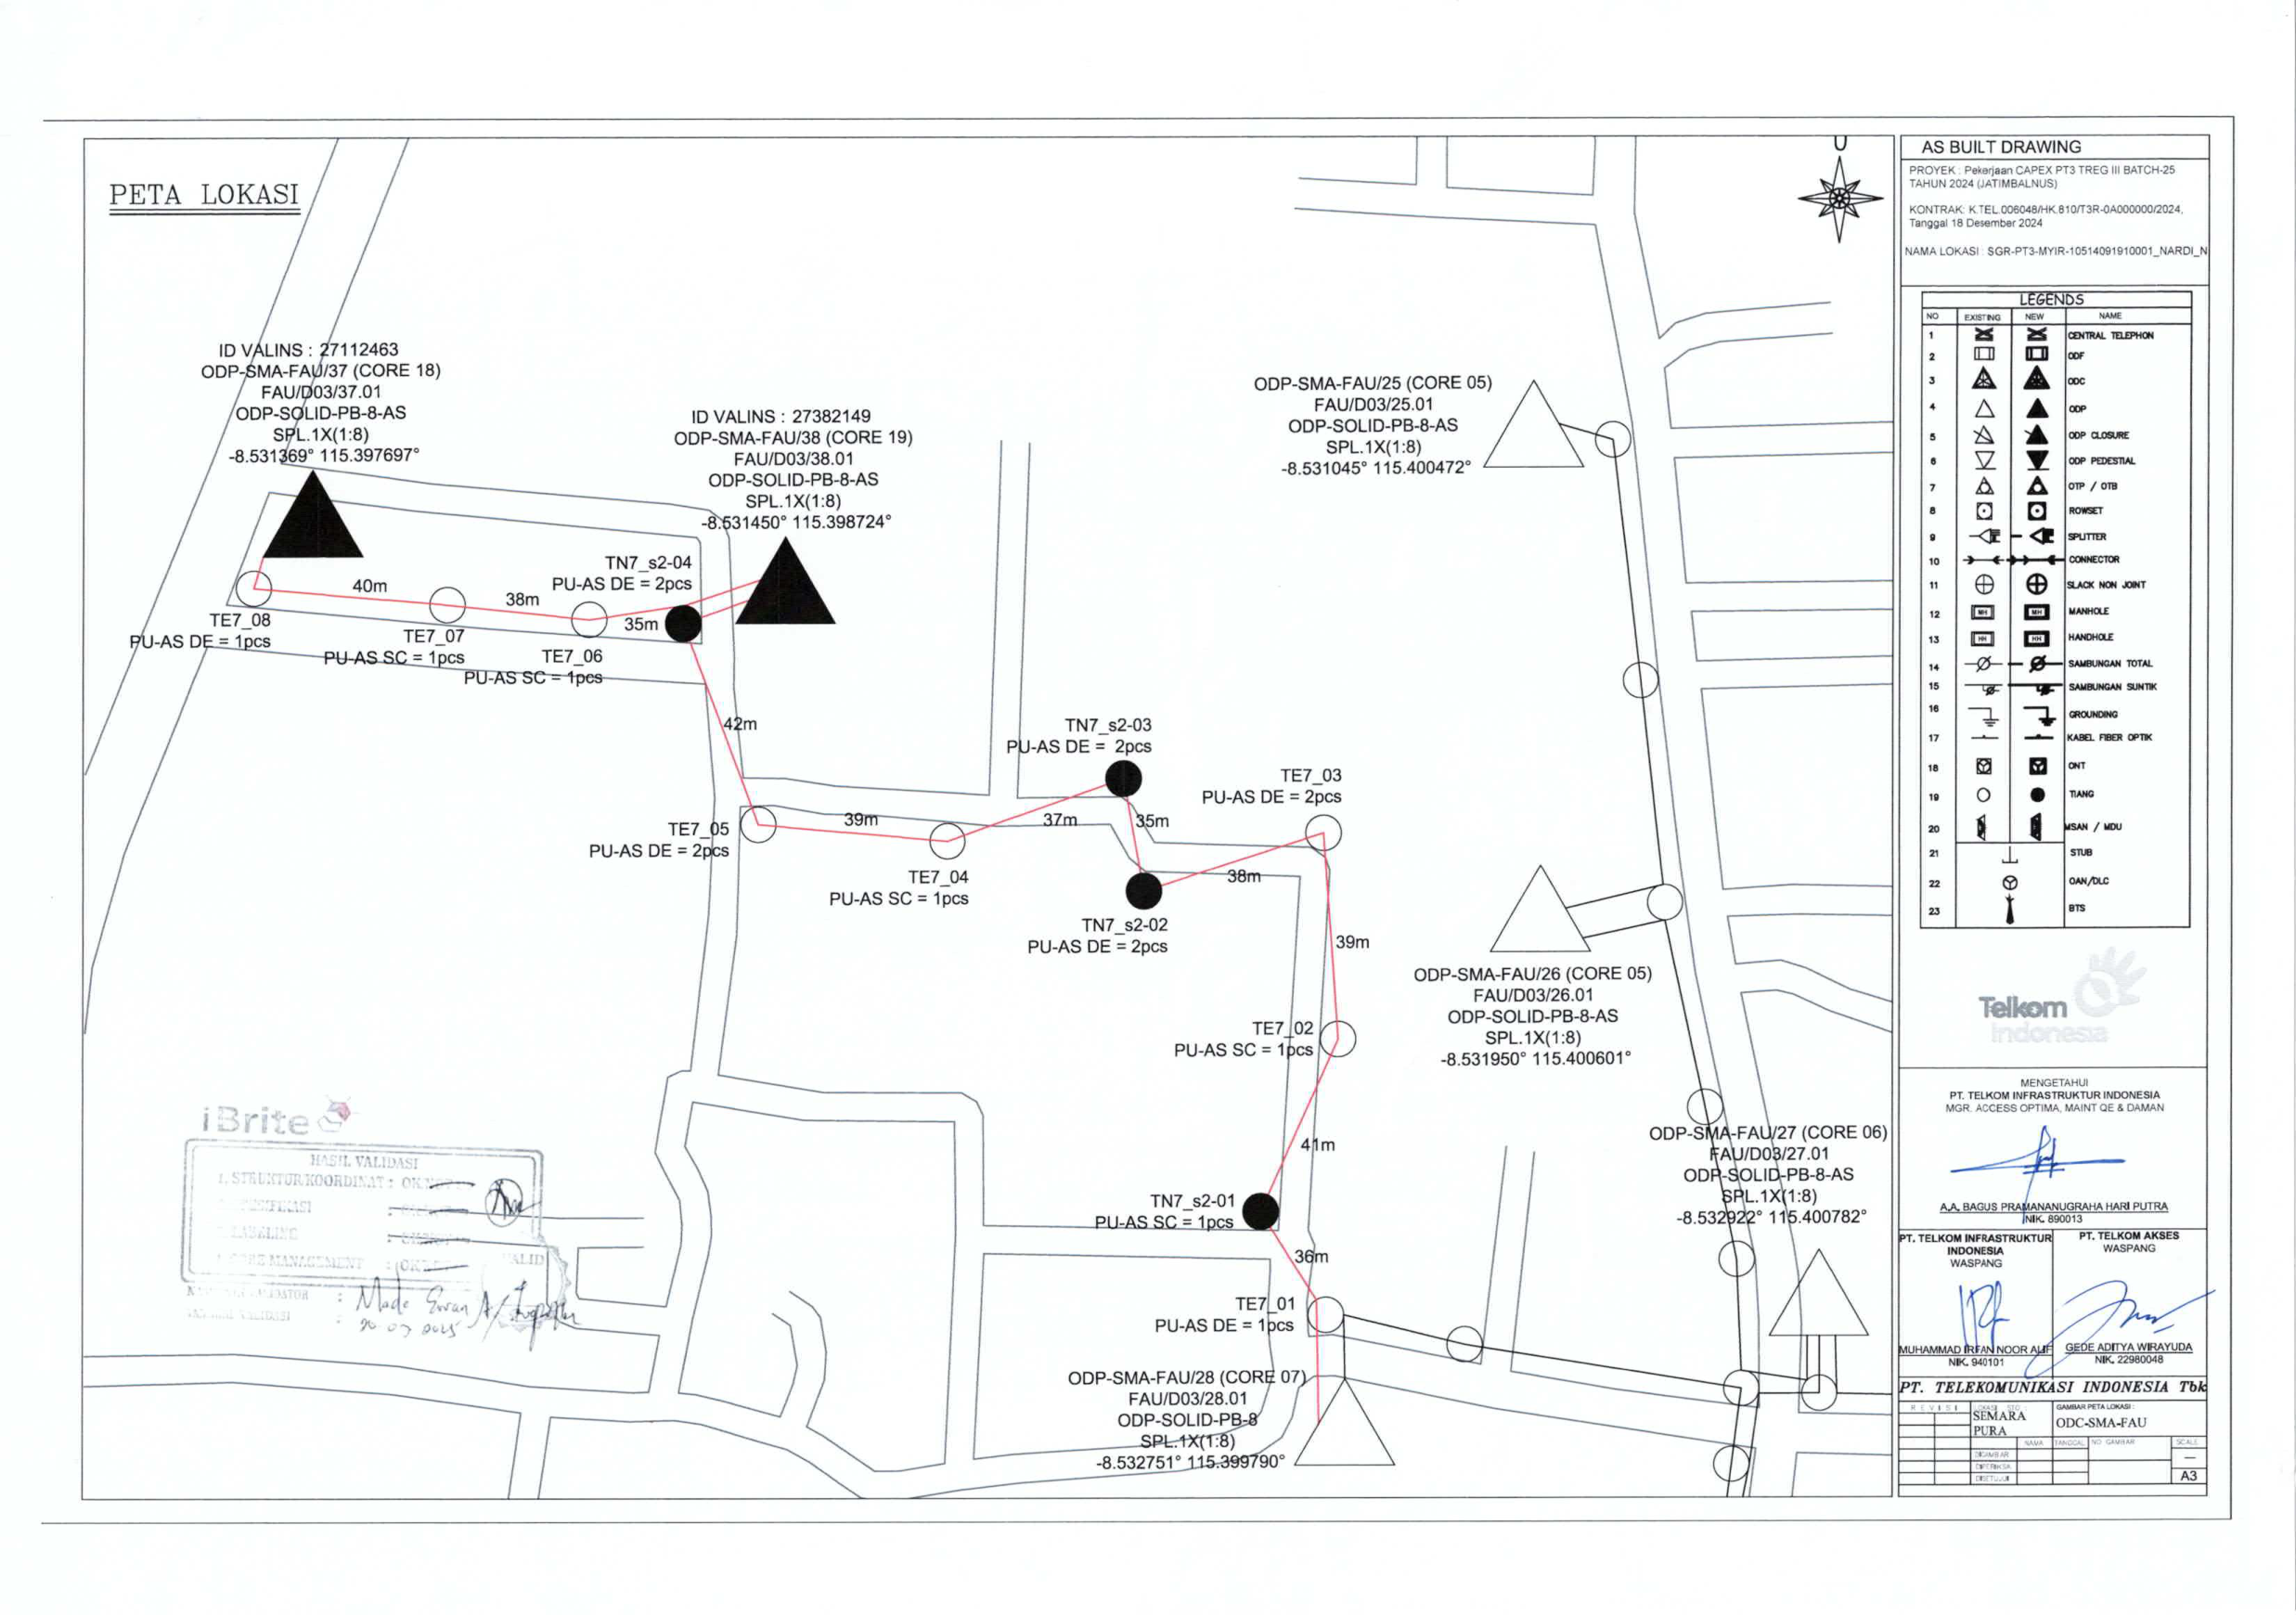 PETA LOKASI
U
ID VALINS : 27112463
ODP-SMA-FAU/37 (CORE 18)
FAU/D03/37.01
ODP-SOLID-PB-8-AS
SPL.1X(1:8)
-8.531369° 115.397697°
ID VALINS : 27382149
ODP-SMA-FAU/38 (CORE 19)
FAU/D03/38.01
ODP-SOLID-PB-8-AS
SPL.1X(1:8)
-8.531450° 115.398724°
ODP-SMA-FAU/25 (CORE 05)
FAU/D03/25.01
ODP-SOLID-PB-8-AS
SPL.1X(1:8)
-8.531045° 115.400472°
TN7_s2-04
PU-AS DE = 2pcs
40m
38m
35m
TE7_08
PU-AS DE = 1pcs
TE7_07
PU-AS SC = 1pcs
TE7_06
PU-AS SC = 1pcs
42m
TN7_s2-03
PU-AS DE = 2pcs
TE7_03
PU-AS DE = 2pcs
TE7_05
PU-AS DE = 2pcs
39m
37m
35m
38m
TE7_04
PU-AS SC = 1pcs
TN7_s2-02
PU-AS DE = 2pcs
39m
ODP-SMA-FAU/26 (CORE 05)
FAU/D03/26.01
ODP-SOLID-PB-8-AS
SPL.1X(1:8)
-8.531950° 115.400601°
TE7_02
PU-AS SC = 1pcs
41m
ODP-SMA-FAU/27 (CORE 06)
FAU/D03/27.01
ODP-SOLID-PB-8-AS
SPL.1X(1:8)
-8.532922° 115.400782°
TN7_s2-01
PU-AS SC = 1pcs
36m
TE7_01
PU-AS DE = 1pcs
ODP-SMA-FAU/28 (CORE 07)
FAU/D03/28.01
ODP-SOLID-PB-8
SPL.1X(1:8)
-8.532751° 115.399790°
iBrite
HASIL VALIDASI
1. STRUKTUR/KOORDINAT : OK
LABELING
CORE MANAGEMENT : OK
VALID
VALIDATOR : Made
VALIDASI :
AS BUILT DRAWING
PROYEK : Pekerjaan CAPEX PT3 TREG III BATCH-25
TAHUN 2024 (JATIMBALNUS)
KONTRAK: K.TEL.006048/HK.810/T3R-0A000000/2024,
Tanggal 18 Desember 2024
NAMA LOKASI : SGR-PT3-MYIR-10514091910001_NARDI_N
LEGENDS
NO EXISTING NEW NAME
1 CENTRAL TELEPHON
2 ODF
3 ODC
4 ODP
5 ODP CLOSURE
6 ODP PEDESTIAL
7 OTP / OTB
8 ROWSET
9 SPLITTER
10 CONNECTOR
11 SLACK NON JOINT
12 MH MH MANHOLE
13 HH HH HANDHOLE
14 SAMBUNGAN TOTAL
15 SAMBUNGAN SUNTIK
16 GROUNDING
17 KABEL FIBER OPTIK
18 ONT
19 TIANG
20 MSAN / MDU
21 STUB
22 OAN/DLC
23 BTS
Telkom
Indonesia
MENGETAHUI
PT. TELKOM INFRASTRUKTUR INDONESIA
MGR. ACCESS OPTIMA, MAINT QE & DAMAN
A.A. BAGUS PRAMANANUGRAHA HARI PUTRA
NIK. 890013
PT. TELKOM INFRASTRUKTUR
INDONESIA
WASPANG
MUHAMMAD IRFAN NOOR ALIF
NIK. 940101
PT. TELKOM AKSES
WASPANG
GEDE ADITYA WIRAYUDA
NIK. 22980048
PT. TELEKOMUNIKASI INDONESIA Tbk
REVISI
LOKASI STO :
SEMARA
PURA
GAMBAR PETA LOKASI :
ODC-SMA-FAU
NAMA TANGGAL NO GAMBAR SCALE
DIGAMBAR
DIPERIKSA
DISETUJUI
A3